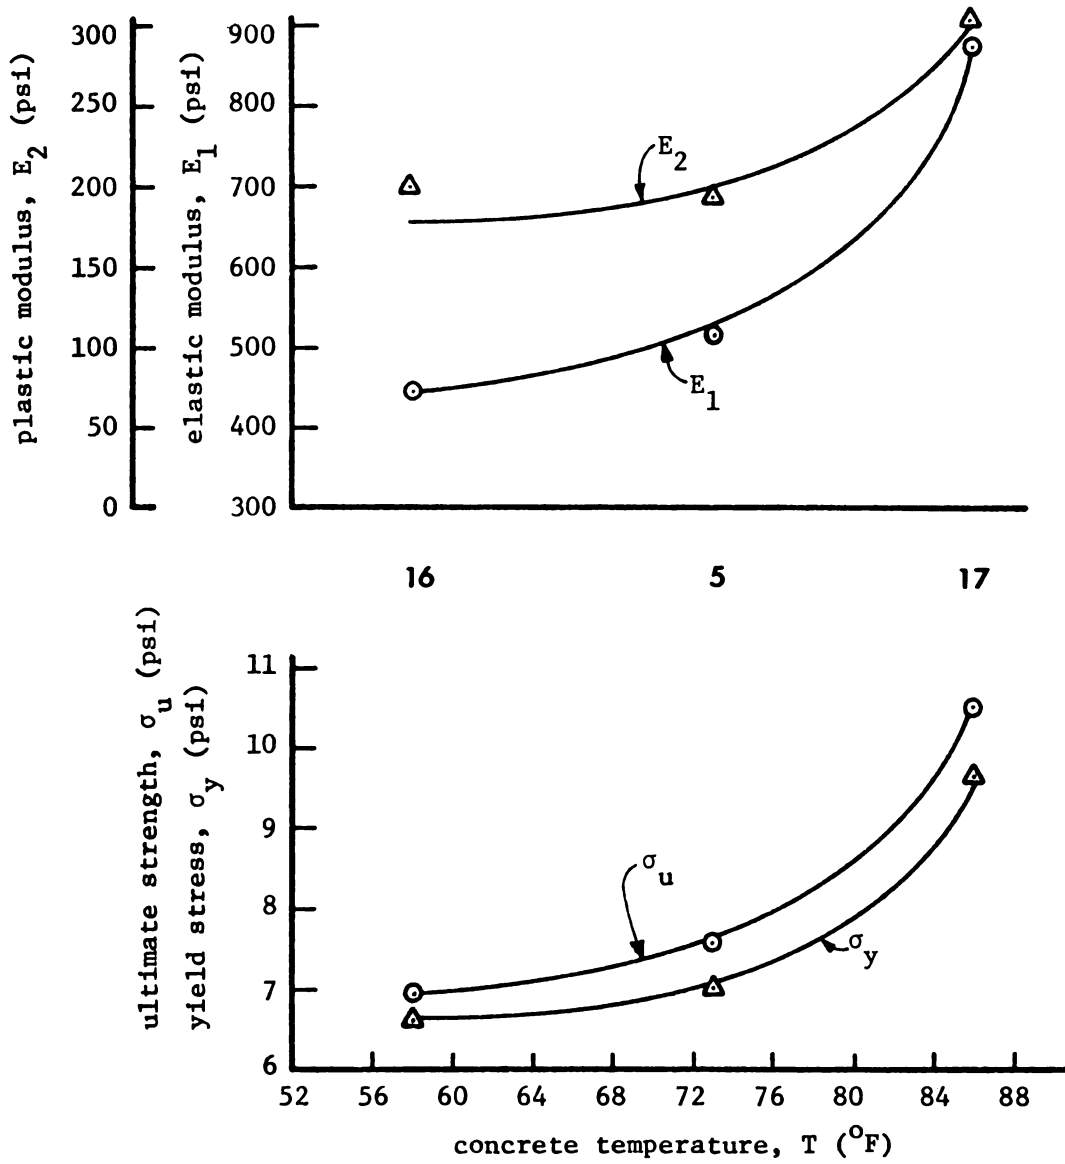 plastic modulus, E2 (psi)
300
250
200
150
100
50
0
elastic modulus, E1 (psi)
900
800
700
600
500
400
300
E2
E1
16 5 17
ultimate strength, σu (psi)
yield stress, σy (psi)
11
10
9
8
7
6
σu
σy
52 56 60 64 68 72 76 80 84 88
concrete temperature, T (°F)